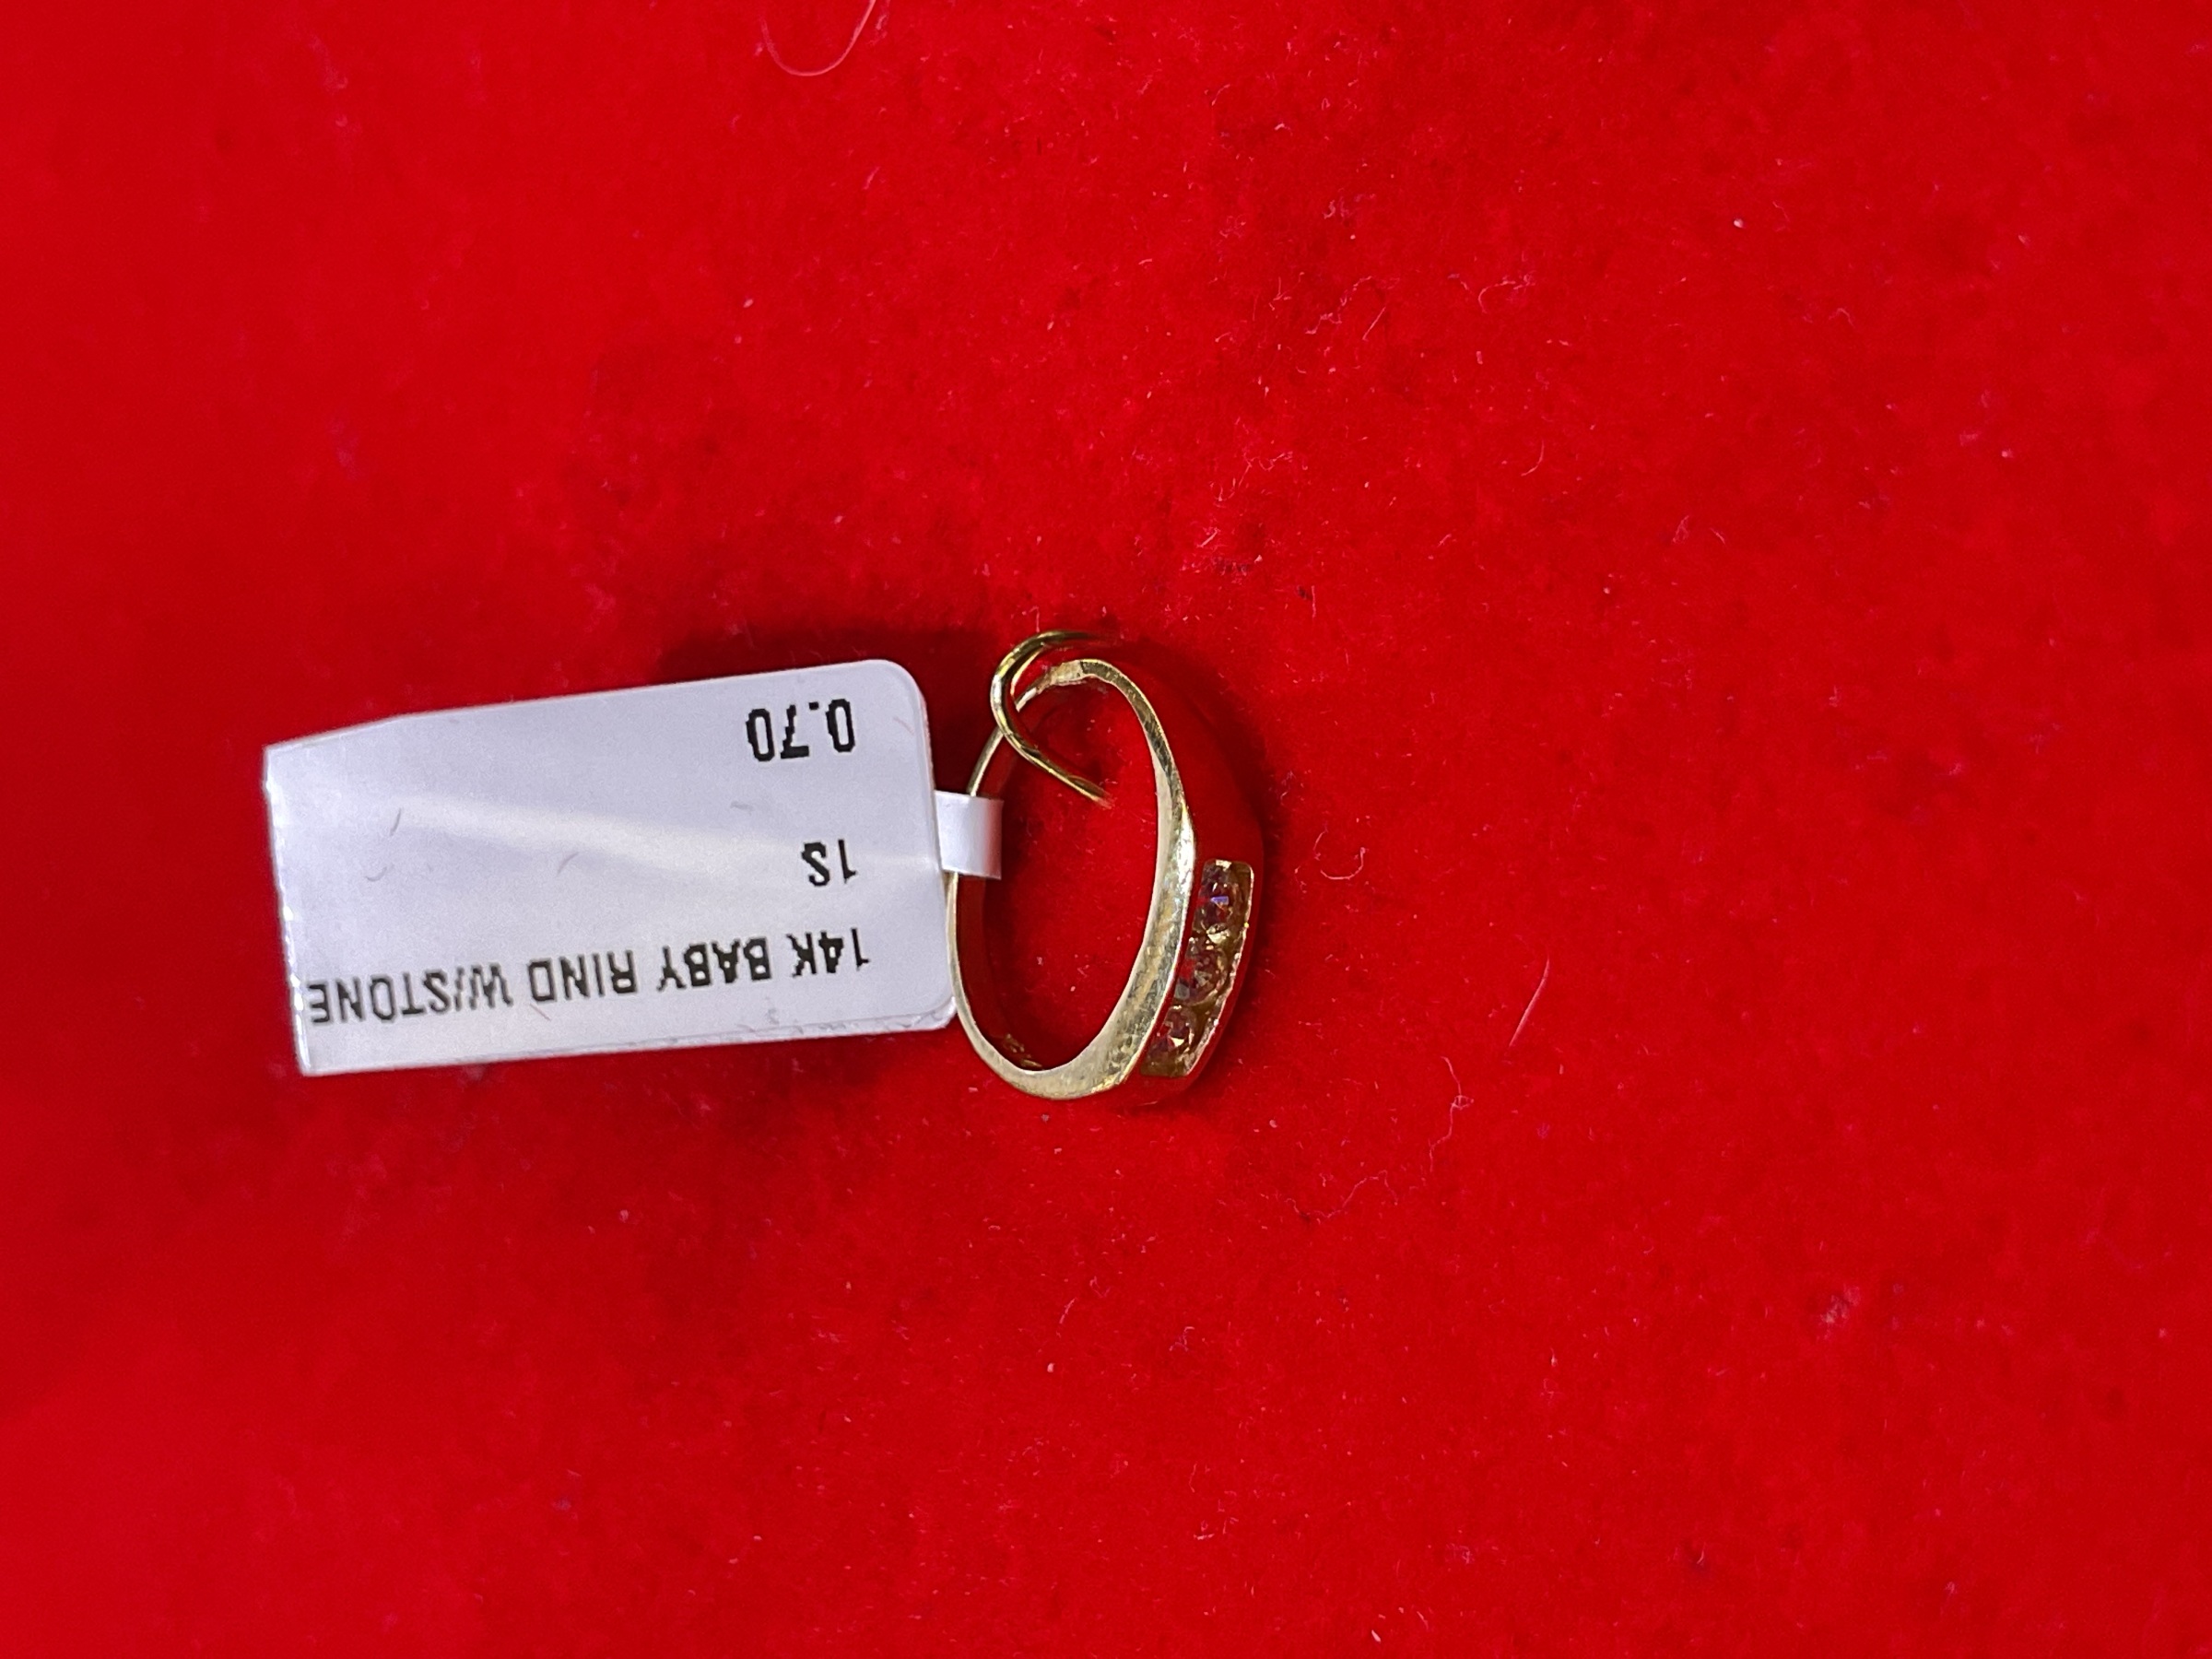 14K BABY RIND W/STONE
1S
0.70